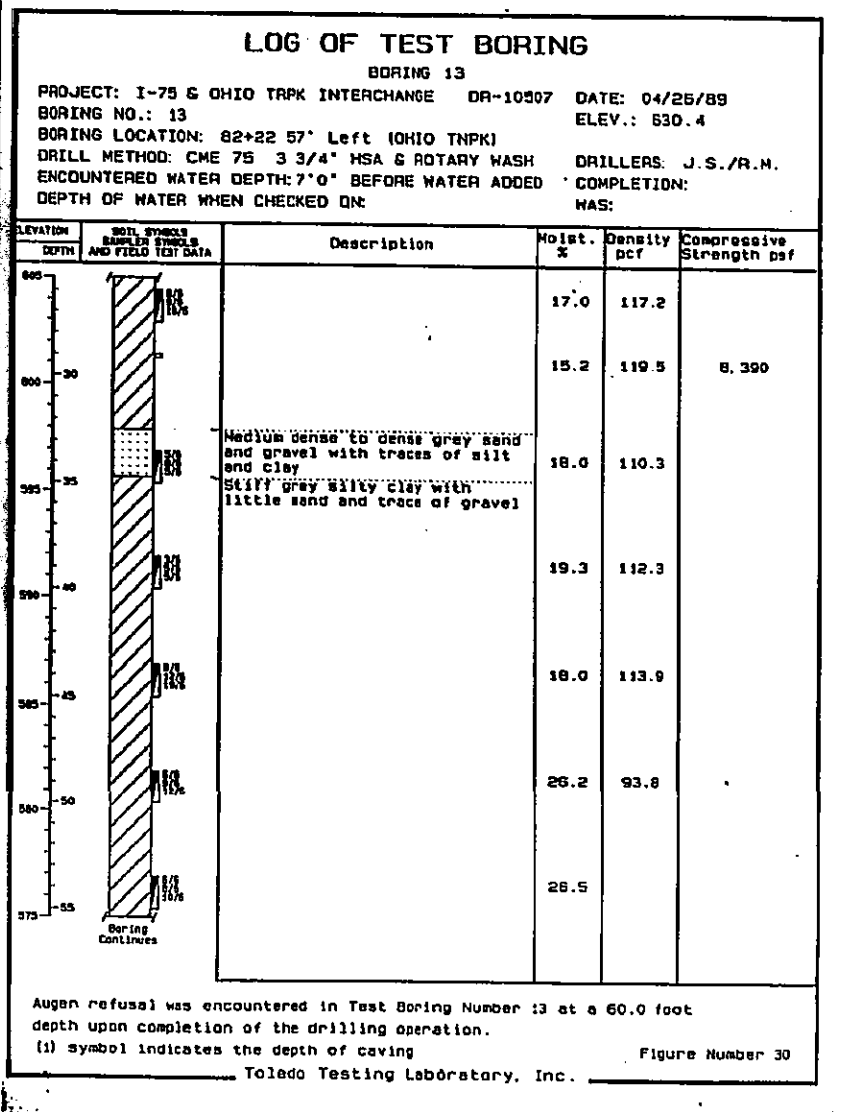 LOG OF TEST BORING
BORING 13
PROJECT: I-75 & OHIO TRPK INTERCHANGE DR-10507 DATE: 04/26/89
BORING NO.: 13 ELEV.: 630.4
BORING LOCATION: 82+22 57' Left (OHIO TNPK)
DRILL METHOD: CME 75 3 3/4" HSA & ROTARY WASH DRILLERS: J.S./R.M.
ENCOUNTERED WATER DEPTH: 7'0" BEFORE WATER ADDED COMPLETION:
DEPTH OF WATER WHEN CHECKED ON: WAS:
ELEVATION
DEPTH
SOIL SYMBOLS
SAMPLER SYMBOLS
AND FIELD TEST DATA
Description
Moist. %
Density pcf
Compressive Strength psf
605
17.0 117.2
600 30 15.2 119.5 8,390
Medium dense to dense grey sand
and gravel with traces of silt
and clay
18.0 110.3
595 35
Stiff grey silty clay with
little sand and trace of gravel
19.3 112.3
590 40
18.0 113.9
585 45
26.2 93.8
580 50
26.5
575 55
Boring
Continues
Augen refusal was encountered in Test Boring Number 13 at a 60.0 foot
depth upon completion of the drilling operation.
(i) symbol indicates the depth of caving Figure Number 30
Toledo Testing Laboratory, Inc.